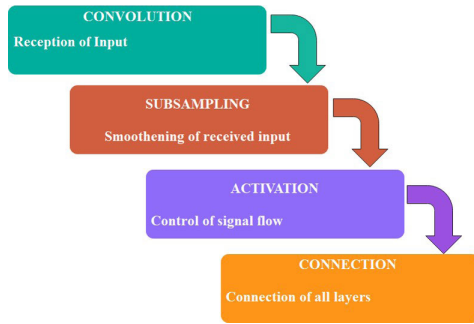 CONVOLUTION
Reception of Input
SUBSAMPLING
Smoothening of received input
ACTIVATION
Control of signal flow
CONNECTION
Connection of all layers